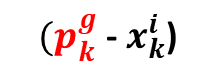 (p_k^g - x_k^i)